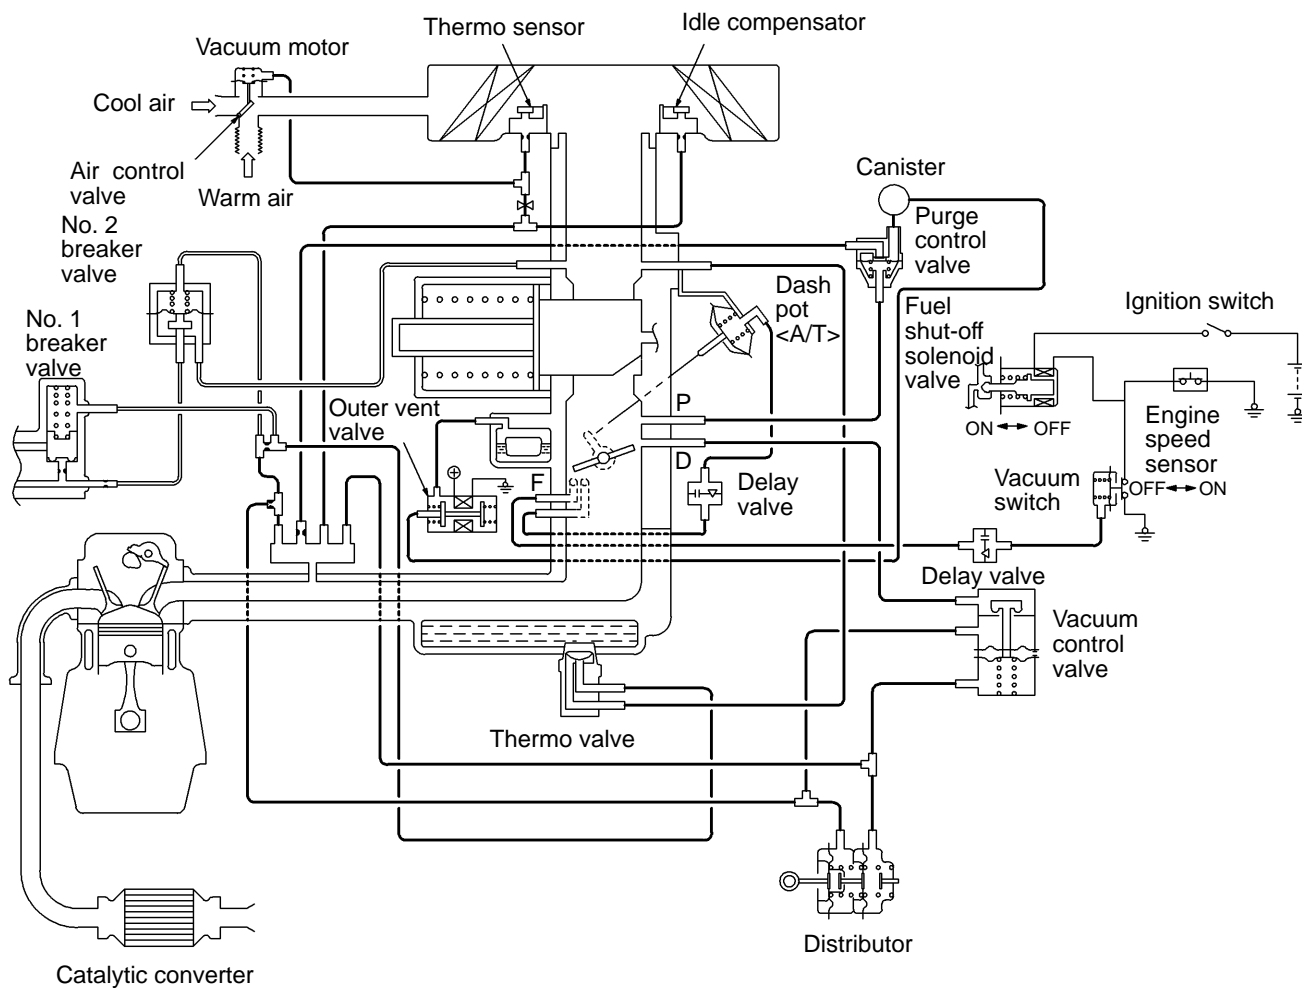 Thermo sensor
Idle compensator
Vacuum motor
Cool air
Air control
valve
Warm air
No. 2
breaker
valve
No. 1
breaker
valve
Canister
Purge
control
valve
Dash
pot
<A/T>
Fuel
shut-off
solenoid
valve
Ignition switch
ON
OFF
Engine
speed
sensor
Outer vent
valve
P
D
F
Delay
valve
Vacuum
switch
OFF
ON
Delay valve
Vacuum
control
valve
Thermo valve
Distributor
Catalytic converter